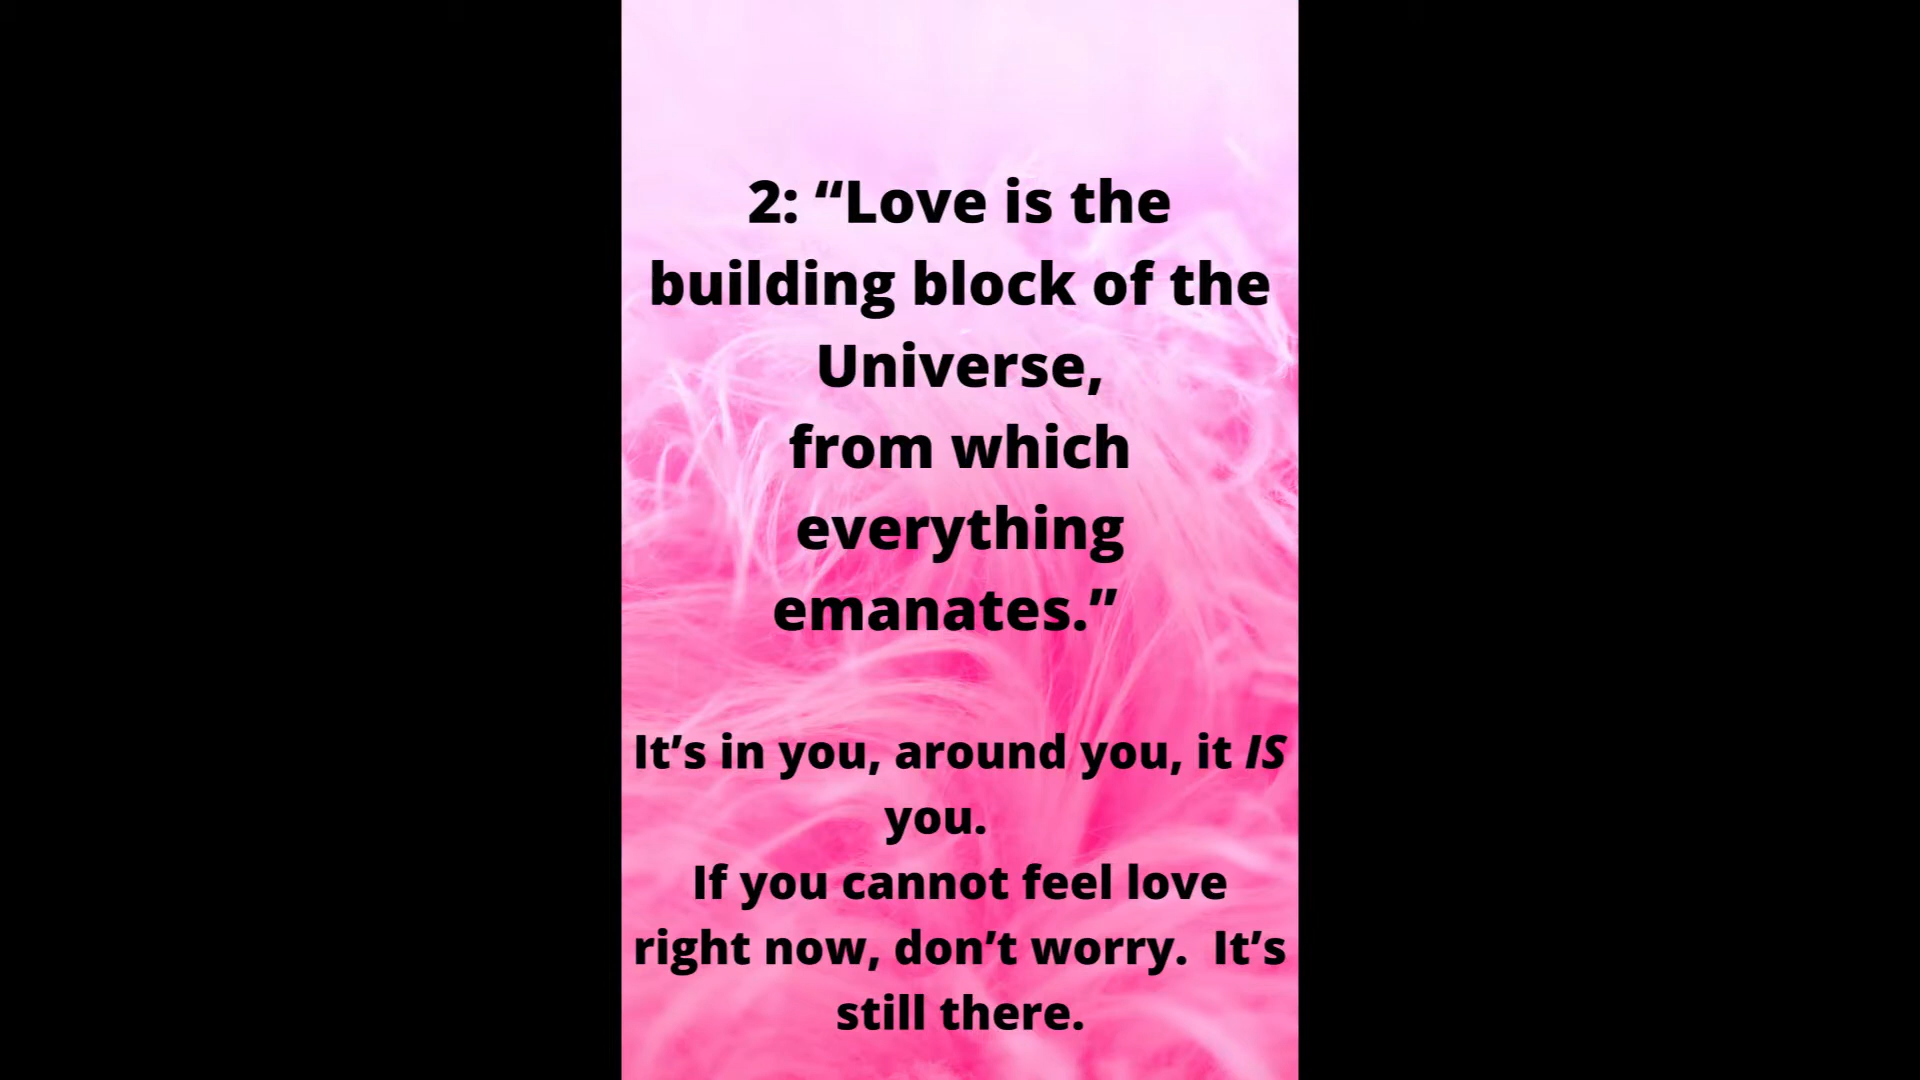 2: “Love is the
building block of the
Universe,
from which
everything
emanates.”
It’s in you, around you, it IS
you.
If you cannot feel love
right now, don’t worry.  It’s
still there.